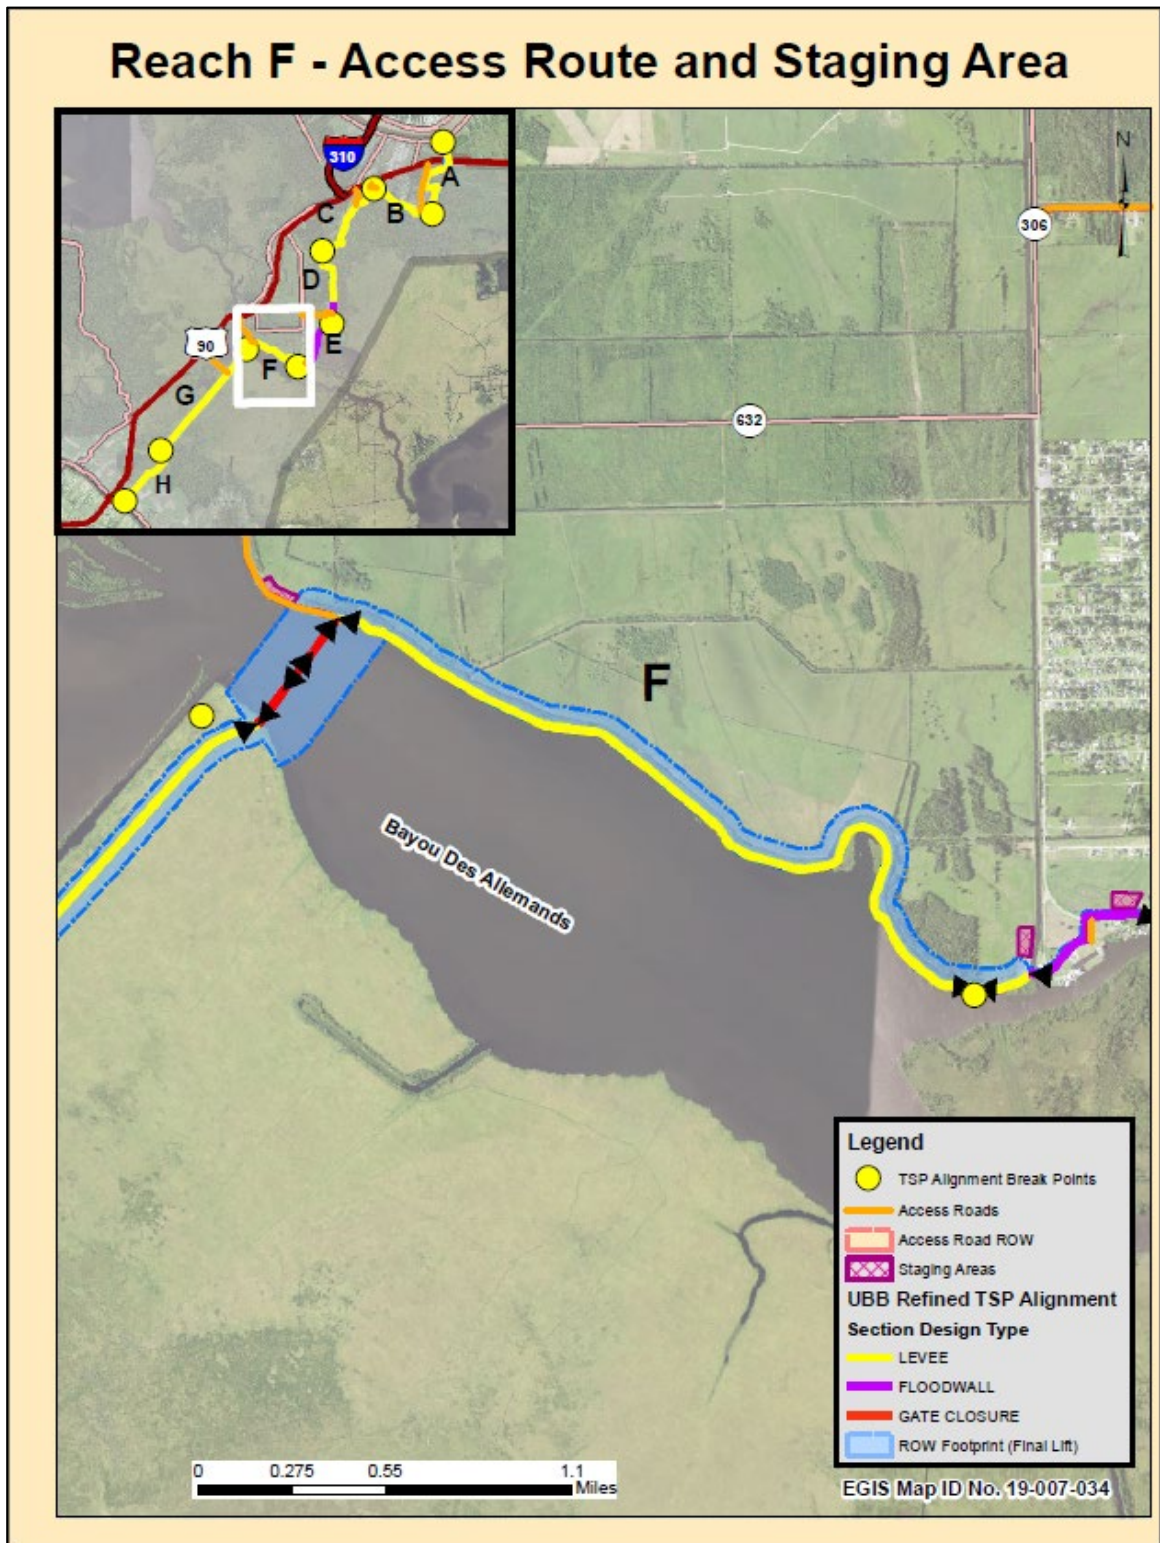 Reach F - Access Route and Staging Area
310
A
C
B
D
E
90
F
G
H
N
306
632
F
Bayou Des Allemands
Legend
TSP Alignment Break Points
Access Roads
Access Road ROW
Staging Areas
UBB Refined TSP Alignment
Section Design Type
LEVEE
FLOODWALL
GATE CLOSURE
ROW Footprint (Final Lift)
0 0.275 0.55 1.1
Miles
EGIS Map ID No. 19-007-034